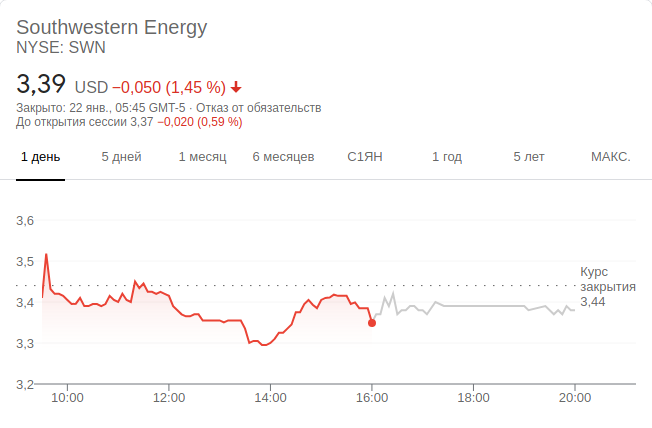 Southwestern Energy
NYSE: SWN
3,39 USD −0,050 (1,45 %)
Закрыто: 22 янв., 05:45 GMT-5 · Отказ от обязательств
До открытия сессии 3,37 −0,020 (0,59 %)
1 день 5 дней 1 месяц 6 месяцев С1ЯН 1 год 5 лет МАКС.
3,6
3,5
3,4
3,3
3,2
Курс
закрытия
3,44
10:00 12:00 14:00 16:00 18:00 20:00